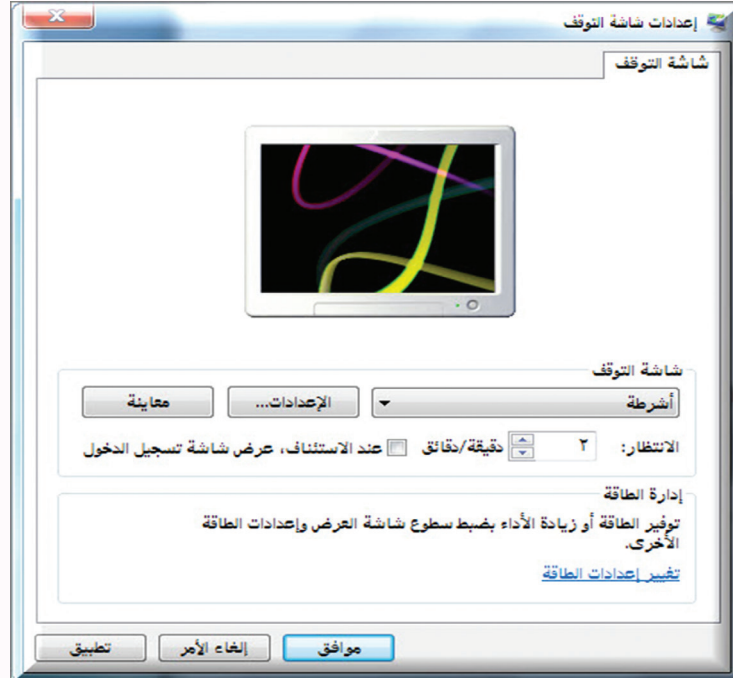 إعدادات شاشة التوقف
شاشة التوقف
شاشة التوقف
أشرطة
الإعدادات...
معاينة
الانتظار: ٢ دقيقة/دقائق عند الاستئناف، عرض شاشة تسجيل الدخول
إدارة الطاقة
توفير الطاقة أو زيادة الأداء بضبط سطوع شاشة العرض وإعدادات الطاقة
الأخرى.
تغيير إعدادات الطاقة
موافق
إلغاء الأمر
تطبيق